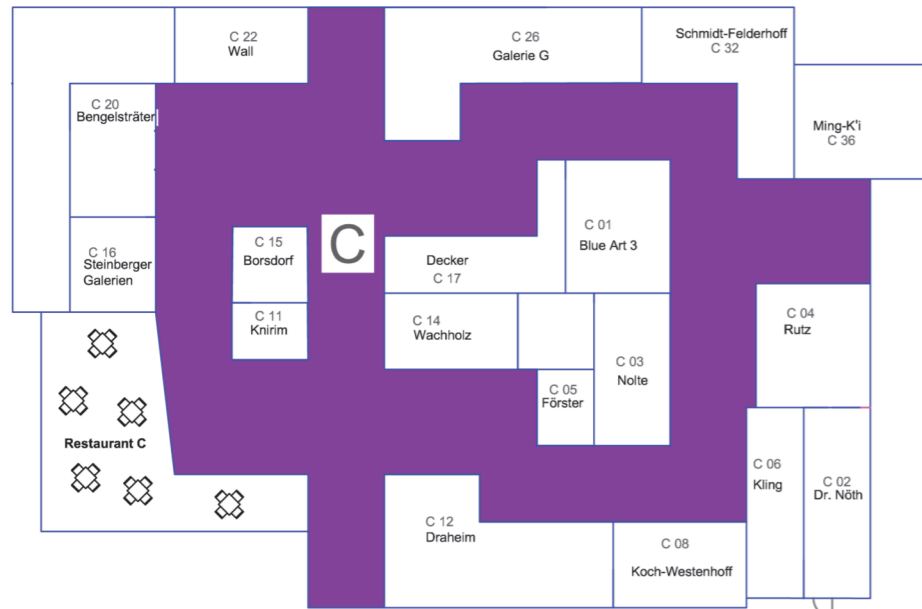 C 22
Wall
C 26
Galerie G
Schmidt-Felderhoff
C 32
C 20
Bengelsträter
Ming-K'i
C 36
C 16
Steinberger
Galerien
C 15
Borsdorf
C
Decker
C 17
C 01
Blue Art 3
C 11
Knirim
C 14
Wachholz
C 04
Rutz
C 03
Nolte
C 05
Förster
Restaurant C
C 06
Kling
C 02
Dr. Nöth
C 12
Draheim
C 08
Koch-Westenhoff